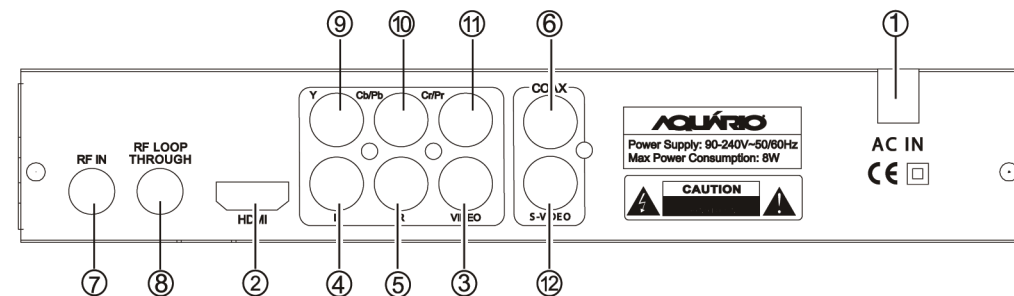 ⑨ ⑩ ⑪ ⑥ ①
Y Cb/Pb Cr/Pr COAX
AQUÁRIO
Power Supply: 90-240V~50/60Hz
Max Power Consumption: 8W
AC IN
CE
RF IN
RF LOOP
THROUGH
HDMI
R VIDEO S-VIDEO
CAUTION
⑦ ⑧ ② ④ ⑤ ③ ⑫